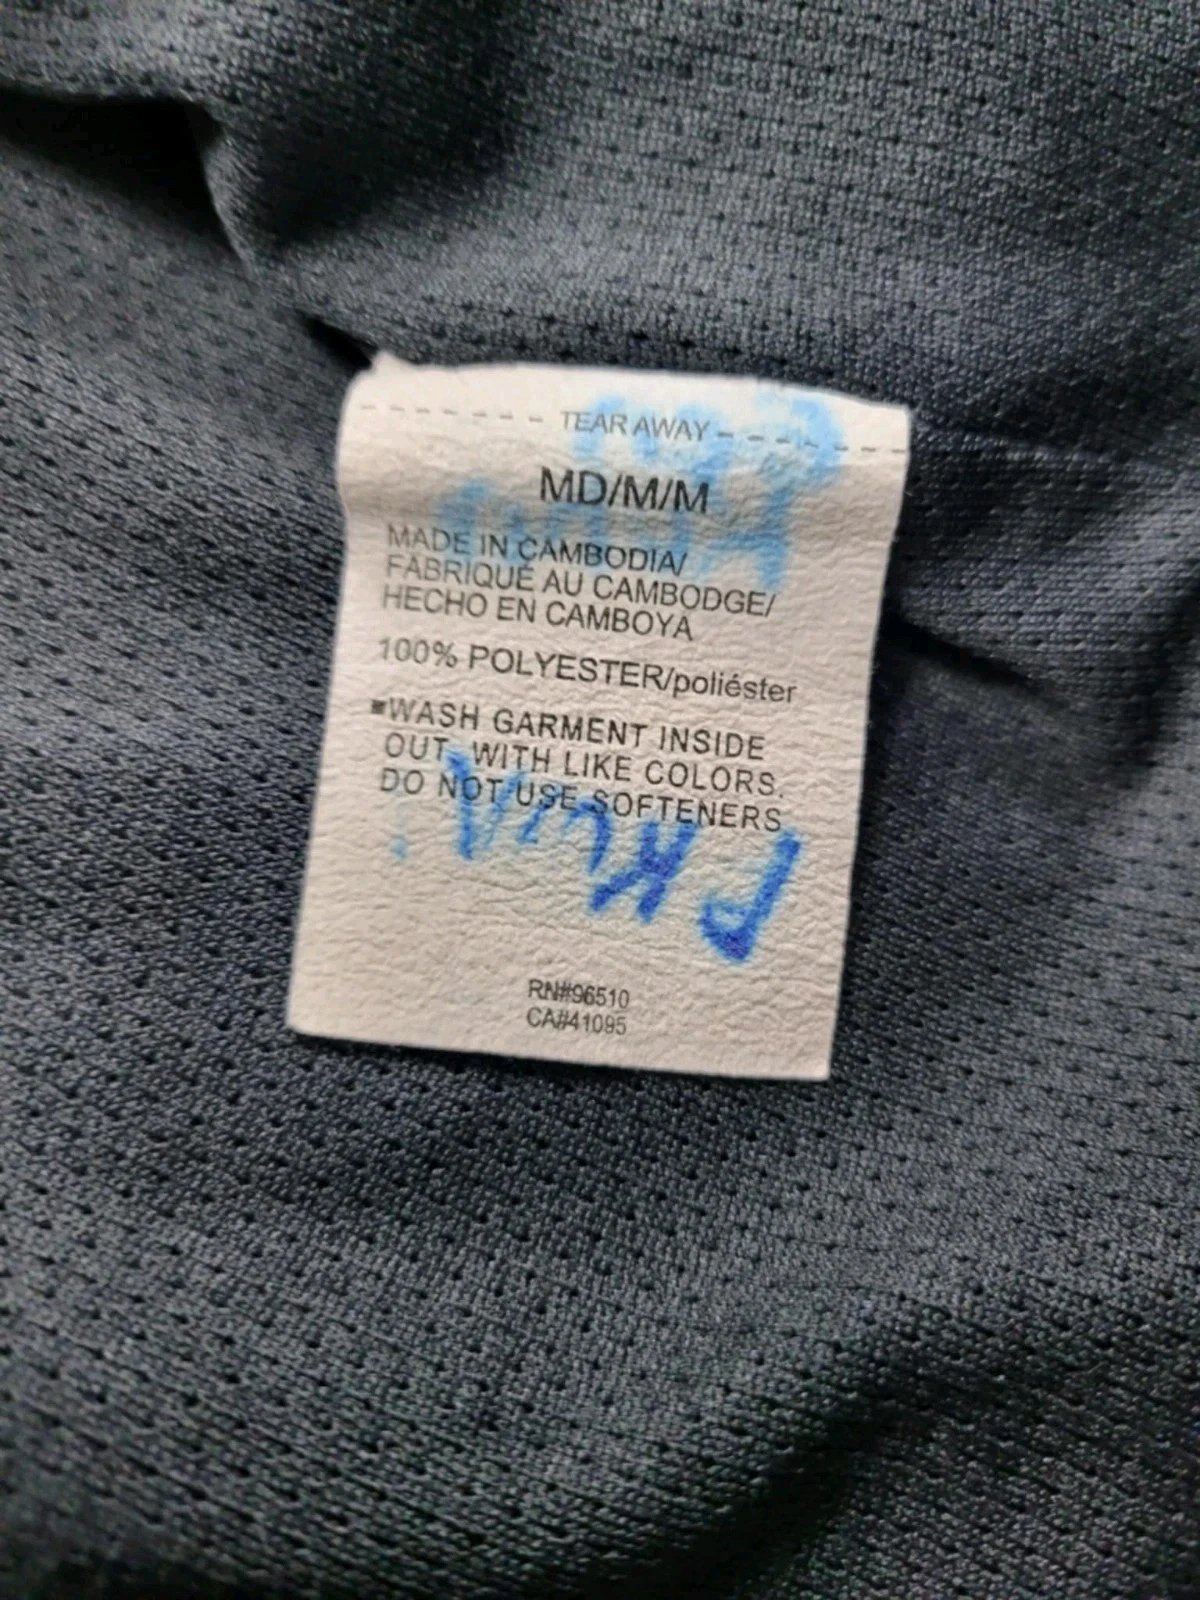 TEAR AWAY
MD/M/M
MADE IN CAMBODIA/
FABRIQUÉ AU CAMBODGE/
HECHO EN CAMBOYA
100% POLYESTER/poliéster
▪WASH GARMENT INSIDE
OUT, WITH LIKE COLORS.
DO NOT USE SOFTENERS
RN#96510
CA#41095